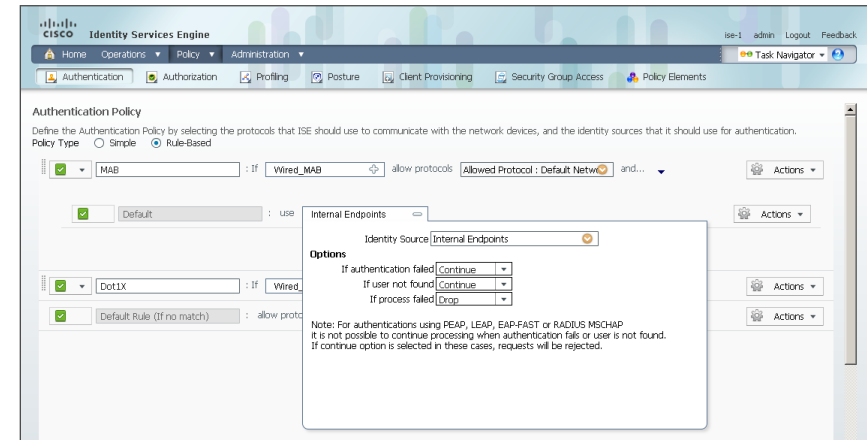 cisco Identity Services Engine
ise-1 admin Logout Feedback
Home Operations Policy Administration
Task Navigator
Authentication Authorization Profiling Posture Client Provisioning Security Group Access Policy Elements
Authentication Policy
Define the Authentication Policy by selecting the protocols that ISE should use to communicate with the network devices, and the identity sources that it should use for authentication.
Policy Type Simple Rule-Based
MAB : If Wired_MAB allow protocols Allowed Protocol : Default Netwo and... Actions
Default : use Internal Endpoints Actions
Identity Source Internal Endpoints
Options
If authentication failed Continue
If user not found Continue
If process failed Drop
Note: For authentications using PEAP, LEAP, EAP-FAST or RADIUS MSCHAP
it is not possible to continue processing when authentication fails or user is not found.
If continue option is selected in these cases, requests will be rejected.
Dot1X : If Wired_ Actions
Default Rule (If no match) : allow proto Actions